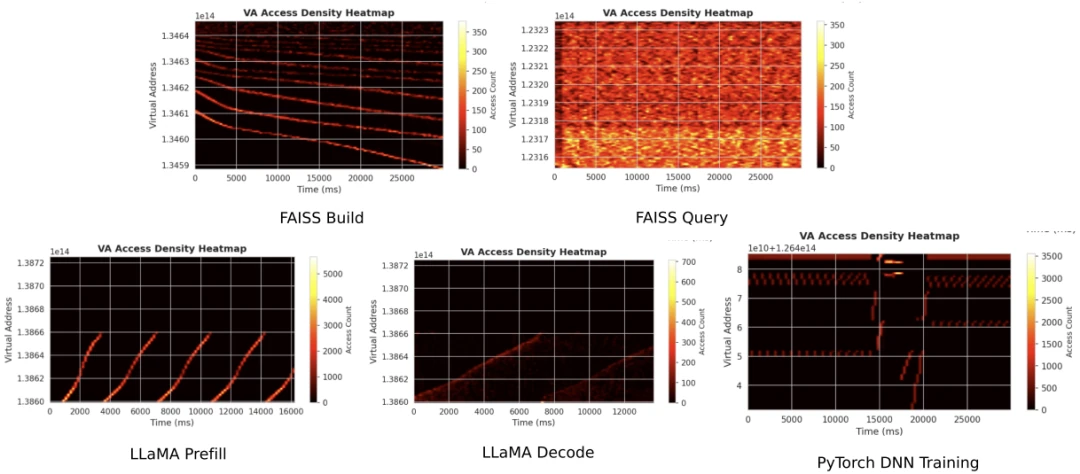 VA Access Density Heatmap
1e14
1.3464
1.3463
1.3462
1.3461
1.3460
1.3459
Virtual Address
0 5000 10000 15000 20000 25000
Time (ms)
350
300
250
200
150
100
50
0
Access Count
FAISS Build
VA Access Density Heatmap
1e14
1.2323
1.2322
1.2321
1.2320
1.2319
1.2318
1.2317
1.2316
Virtual Address
0 5000 10000 15000 20000 25000
Time (ms)
350
300
250
200
150
100
50
0
Access Count
FAISS Query
VA Access Density Heatmap
1e14
1.3872
1.3870
1.3868
1.3866
1.3864
1.3862
1.3860
Virtual Address
0 2000 4000 6000 8000 10000 12000 14000 16000
Time (ms)
5000
4000
3000
2000
1000
0
Access Count
LLaMA Prefill
VA Access Density Heatmap
1e14
1.3872
1.3870
1.3868
1.3866
1.3864
1.3862
1.3860
Virtual Address
0 2000 4000 6000 8000 10000 12000
Time (ms)
700
600
500
400
300
200
100
0
Access Count
LLaMA Decode
VA Access Density Heatmap
1e10+1.264e14
8
7
6
5
4
Virtual Address
0 5000 10000 15000 20000 25000
Time (ms)
3500
3000
2500
2000
1500
1000
500
0
Access Count
PyTorch DNN Training